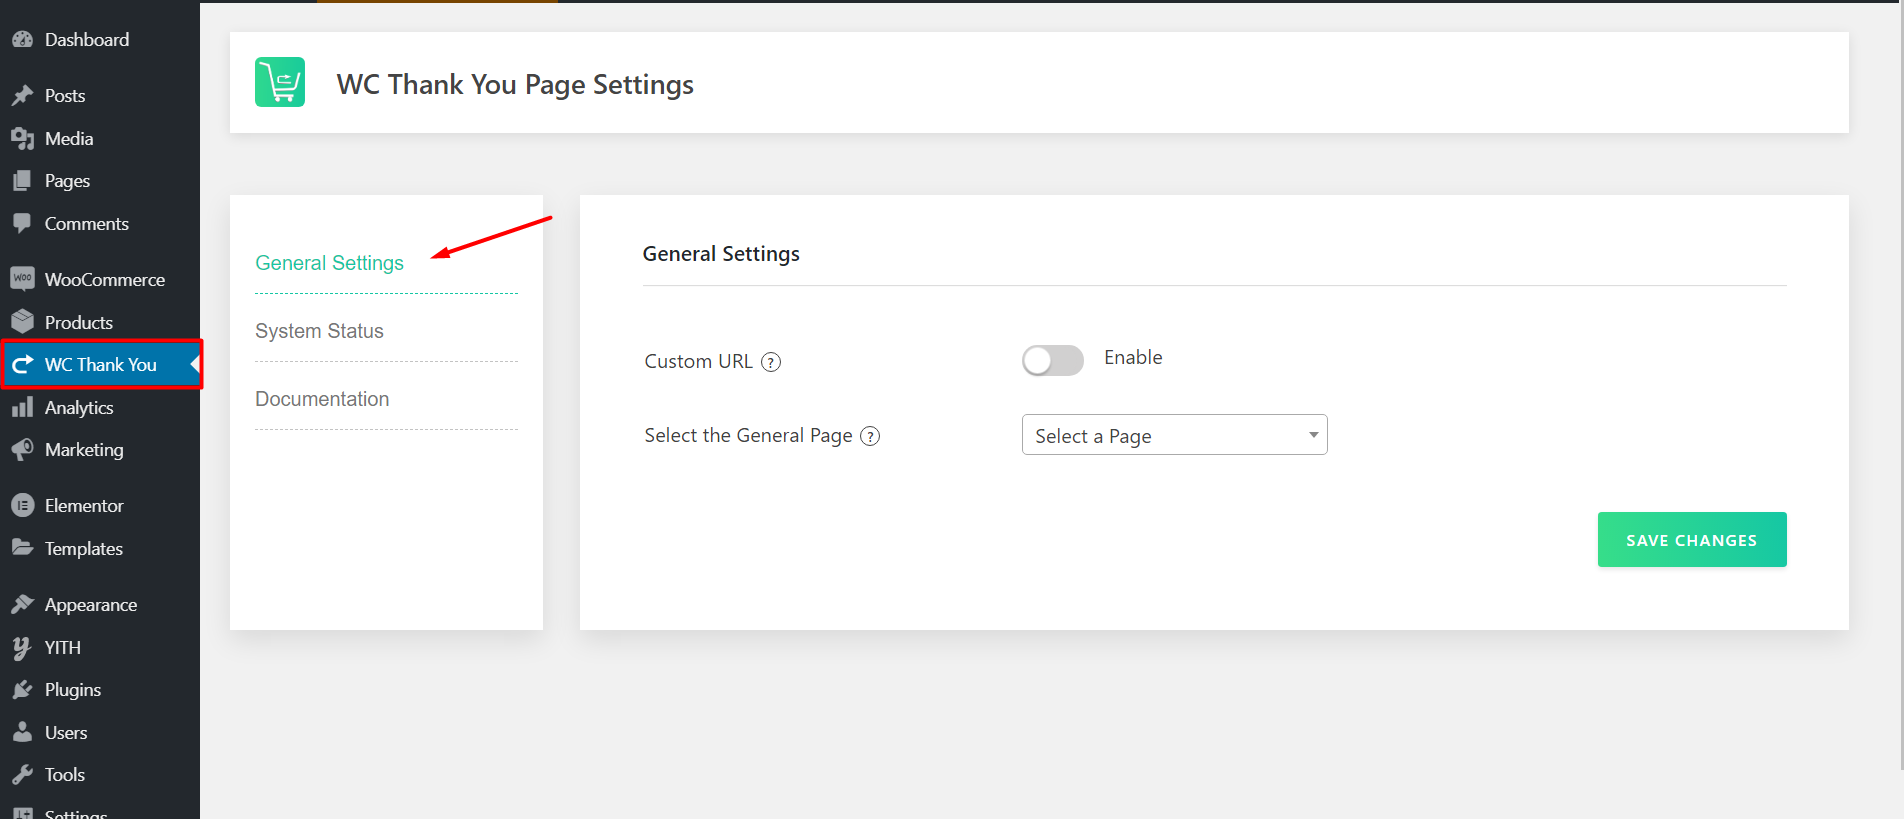 Dashboard
Posts
Media
Pages
Comments
Woo WooCommerce
Products
WC Thank You
Analytics
Marketing
Elementor
Templates
Appearance
YITH
Plugins
Users
Tools
Settings
WC Thank You Page Settings
General Settings
System Status
Documentation
General Settings
Custom URL ?
Enable
Select the General Page ?
Select a Page
SAVE CHANGES